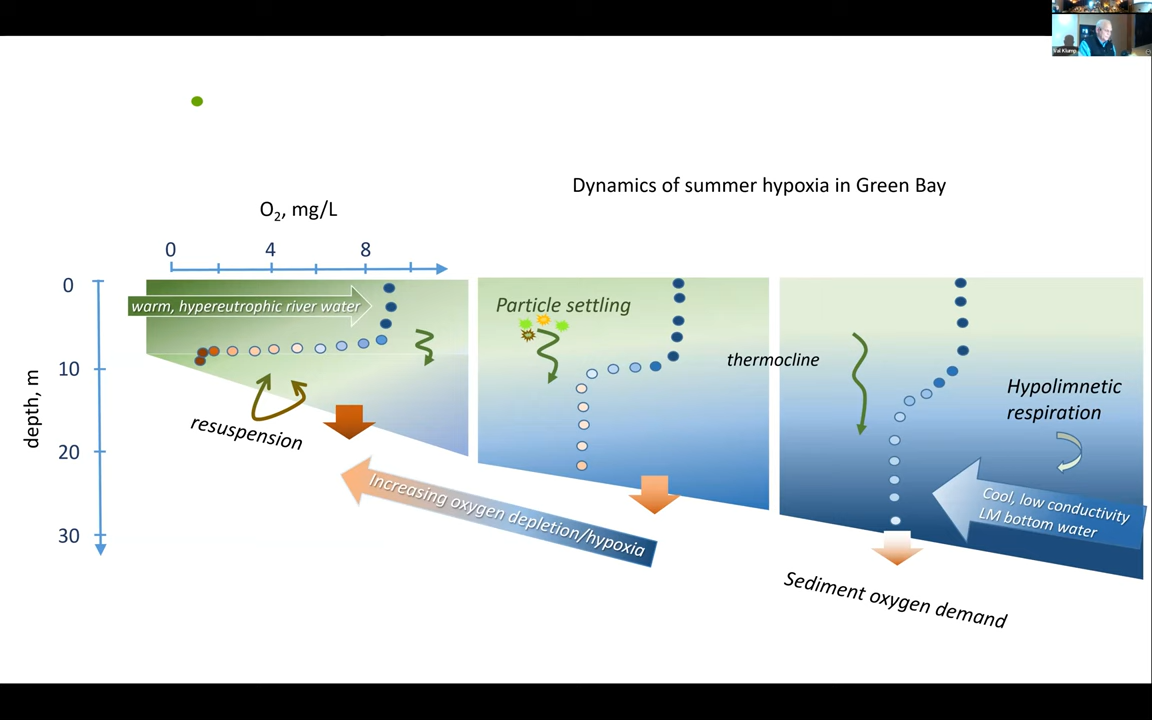 Val Klump
Dynamics of summer hypoxia in Green Bay
O2, mg/L
0 4 8
0
10
20
30
depth, m
warm, hypereutrophic river water
resuspension
Particle settling
thermocline
Hypolimnetic
respiration
Increasing oxygen depletion/hypoxia
Cool, low conductivity
LM bottom water
Sediment oxygen demand